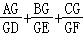 AG/GD + BG/GE + CG/GF